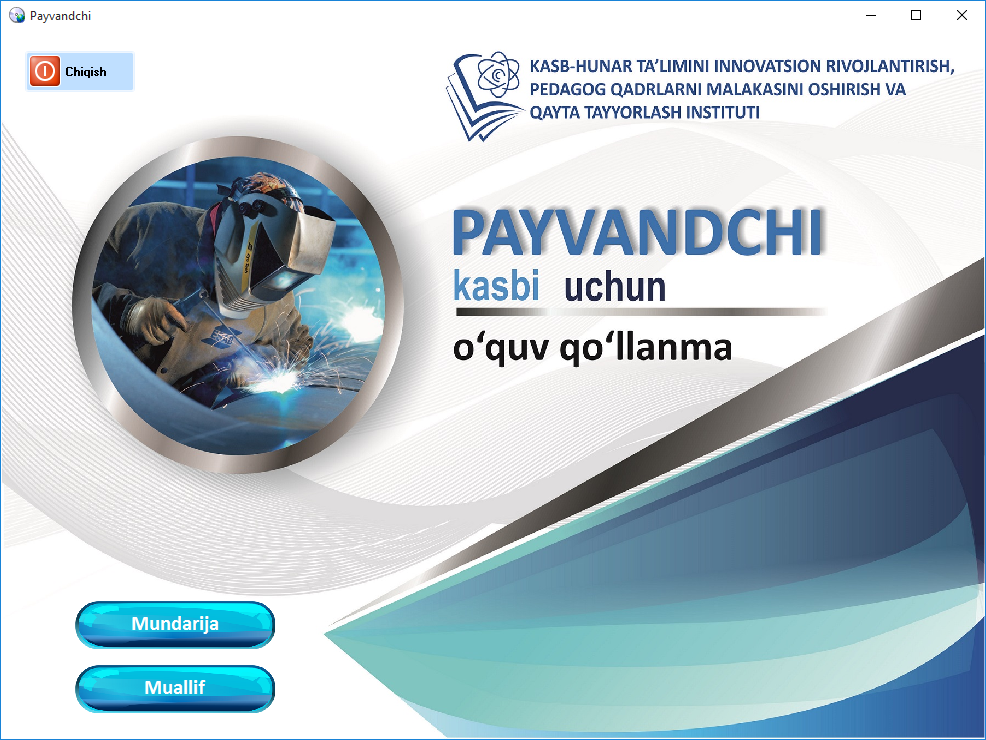 Payvandchi
Chiqish
KASB-HUNAR TA’LIMINI INNOVATSION RIVOJLANTIRISH,
PEDAGOG QADRLARNI MALAKASINI OSHIRISH VA
QAYTA TAYYORLASH INSTITUTI
PAYVANDCHI
kasbi uchun
o‘quv qo‘llanma
Mundarija
Muallif